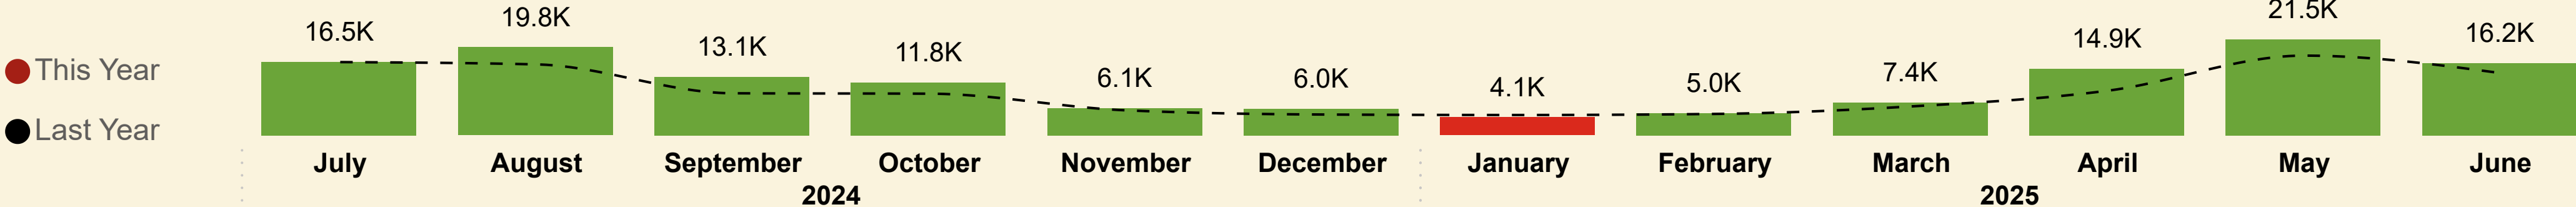 This Year
Last Year
16.5K
19.8K
13.1K
11.8K
6.1K
6.0K
4.1K
5.0K
7.4K
14.9K
21.5K
16.2K
July
August
September
October
November
December
January
February
March
April
May
June
2024
2025